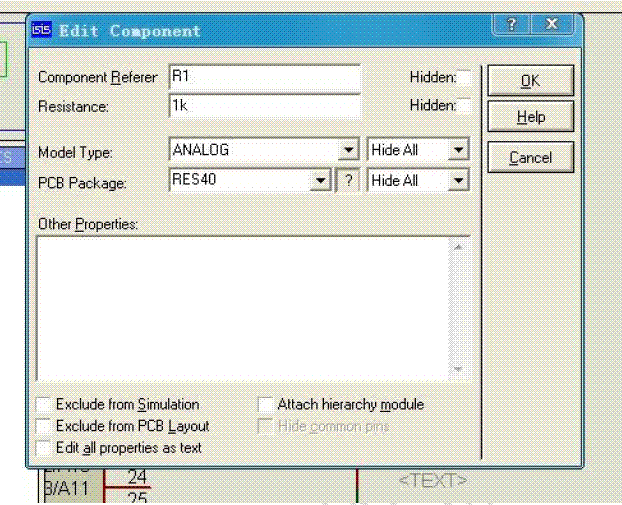 isis Edit Component ? X
Component Referer R1 Hidden:
OK
Resistance: 1k Hidden:
Help
Model Type: ANALOG Hide All
Cancel
PCB Package: RES40 ? Hide All
Other Properties:
Exclude from Simulation Attach hierarchy module
Exclude from PCB Layout Hide common pins
Edit all properties as text
24
<TEXT>
B/A11
25